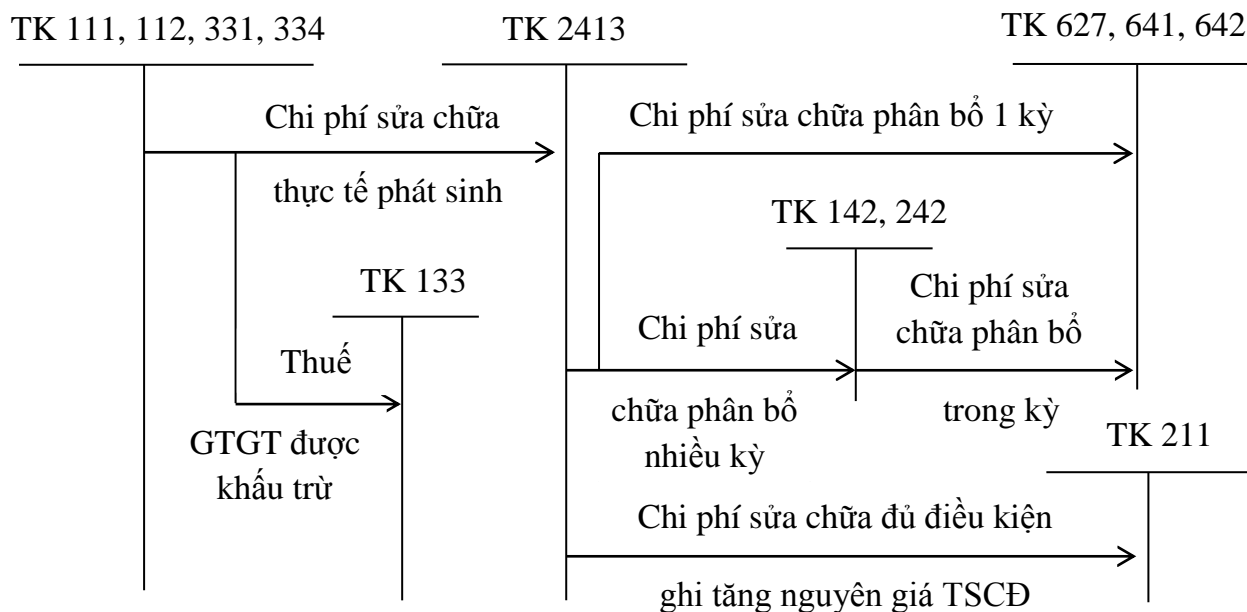 TK 111, 112, 331, 334
TK 2413
TK 627, 641, 642
Chi phí sửa chữa
thực tế phát sinh
Chi phí sửa chữa phân bổ 1 kỳ
TK 142, 242
TK 133
Thuế
GTGT được
khấu trừ
Chi phí sửa
chữa phân bổ
nhiều kỳ
Chi phí sửa
chữa phân bổ
trong kỳ
TK 211
Chi phí sửa chữa đủ điều kiện
ghi tăng nguyên giá TSCĐ